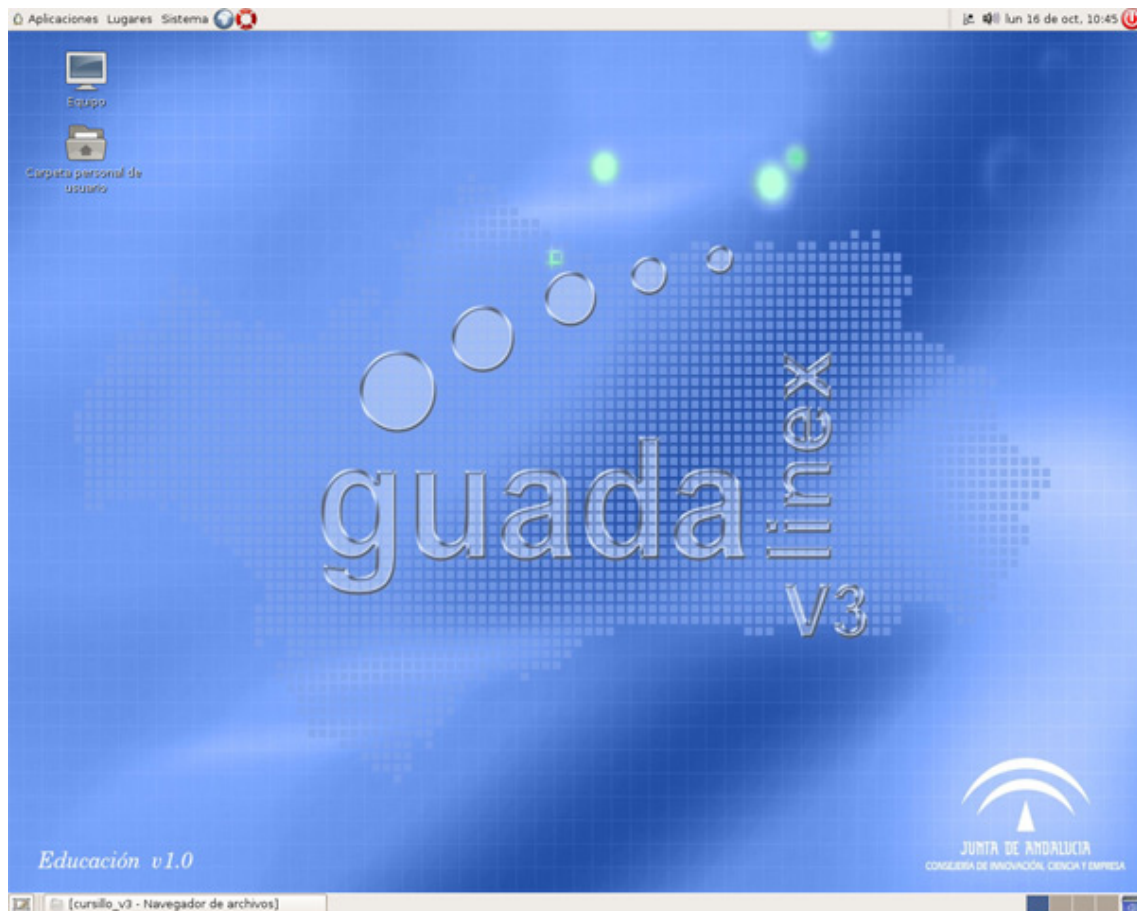 Aplicaciones Lugares Sistema
lun 16 de oct, 10:45
Equipo
Carpeta personal de
usuario
guada
linex
V3
Educación v1.0
JUNTA DE ANDALUCIA
CONSEJERÍA DE INNOVACIÓN, CIENCIA Y EMPRESA
[cursillo_v3 - Navegador de archivos]